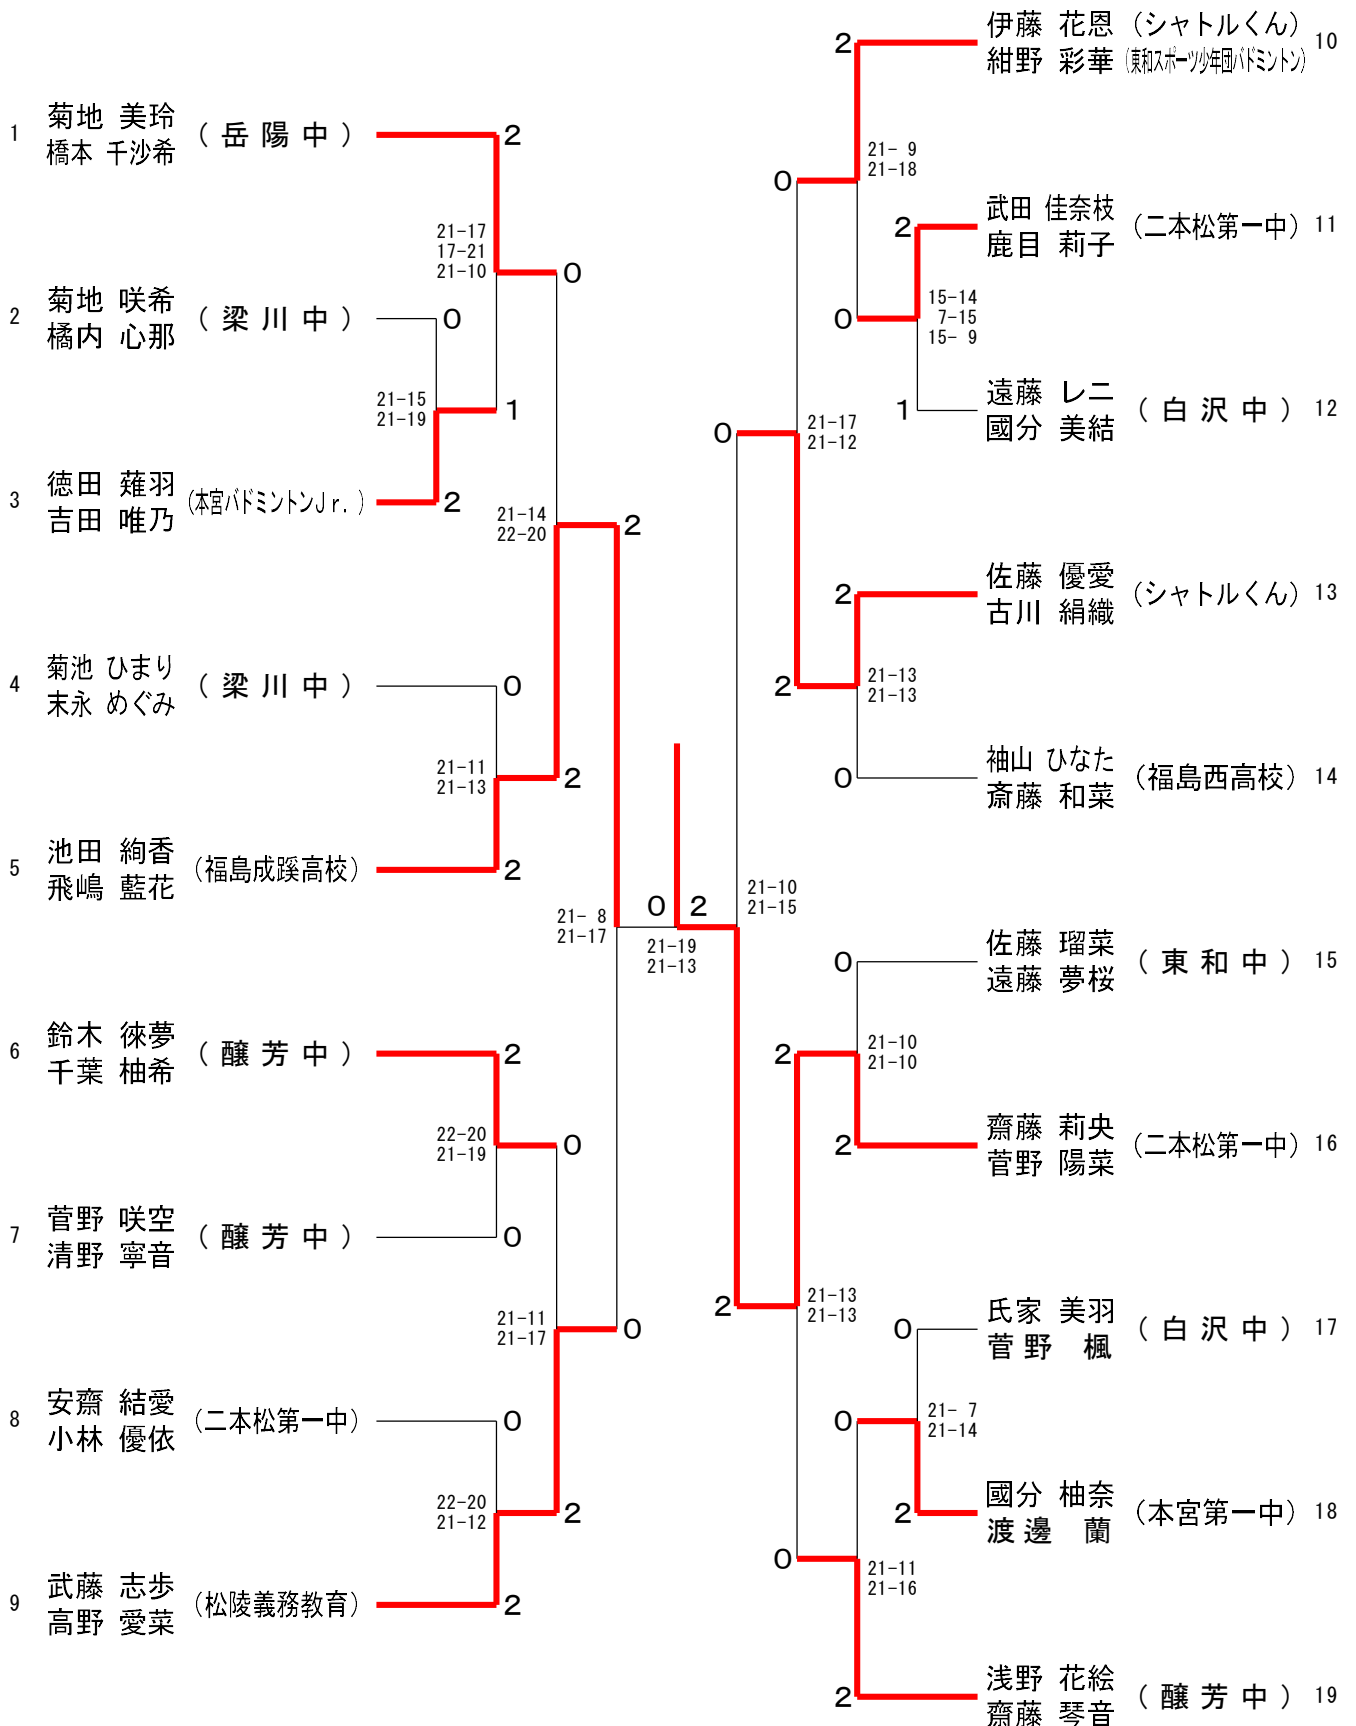 1 菊地 美玲
橋本 千沙希
( 岳 陽 中 )
2
21-17
17-21
21-10
0
2 菊地 咲希
橘内 心那
( 梁 川 中 )
0
21-15
21-19
1
3 徳田 薙羽
吉田 唯乃
(本宮バドミントンJr.)
2
21-14
22-20
2
4 菊池 ひまり
末永 めぐみ
( 梁 川 中 )
0
21-11
21-13
2
5 池田 絢香
飛嶋 藍花
(福島成蹊高校)
2
21- 8
21-17
0 2
21-19
21-13
6 鈴木 徠夢
千葉 柚希
( 醸 芳 中 )
2
22-20
21-19
0
7 菅野 咲空
清野 寧音
( 醸 芳 中 )
0
21-11
21-17
0
8 安齋 結愛
小林 優依
(二本松第一中)
0
22-20
21-12
2
9 武藤 志歩
高野 愛菜
(松陵義務教育)
2
2
伊藤 花恩 (シャトルくん)
紺野 彩華 (東和スポーツ少年団バドミントン)
10
0
21- 9
21-18
2
武田 佳奈枝
鹿目 莉子
(二本松第一中) 11
0
15-14
7-15
15- 9
1
遠藤 レニ
國分 美結
( 白 沢 中 ) 12
0
21-17
21-12
2
佐藤 優愛
古川 絹織
(シャトルくん) 13
2
21-13
21-13
0
袖山 ひなた
斎藤 和菜
(福島西高校) 14
21-10
21-15
0
佐藤 瑠菜
遠藤 夢桜
( 東 和 中 ) 15
2
21-10
21-10
2
齋藤 莉央
菅野 陽菜
(二本松第一中) 16
2
21-13
21-13
0
氏家 美羽
菅野 楓
( 白 沢 中 ) 17
0
21- 7
21-14
2
國分 柚奈
渡邊 蘭
(本宮第一中) 18
0
21-11
21-16
2
浅野 花絵
齋藤 琴音
( 醸 芳 中 ) 19